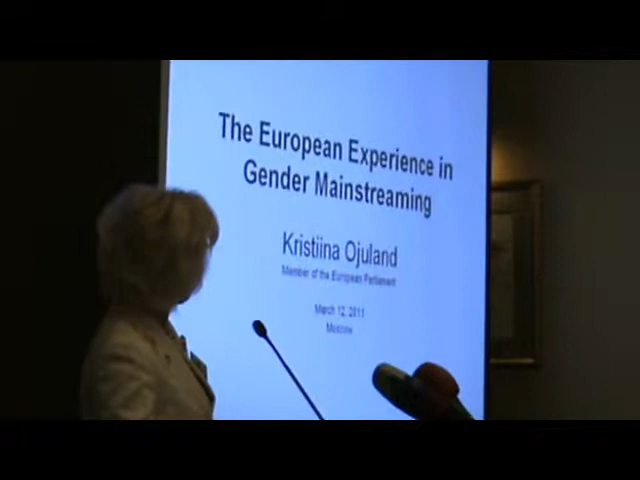 The European Experience in
Gender Mainstreaming
Kristiina Ojuland
Member of the European Parliament
March 12, 2011
Moscow